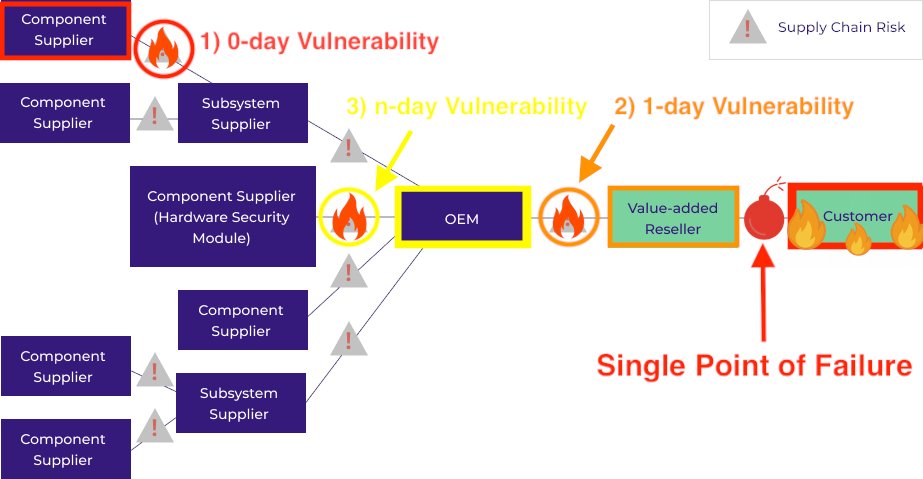 Component
Supplier
1) 0-day Vulnerability
Supply Chain Risk
Component
Supplier
Subsystem
Supplier
3) n-day Vulnerability
2) 1-day Vulnerability
Component Supplier
(Hardware Security
Module)
OEM
Value-added
Reseller
Customer
Component
Supplier
Single Point of Failure
Component
Supplier
Subsystem
Supplier
Component
Supplier